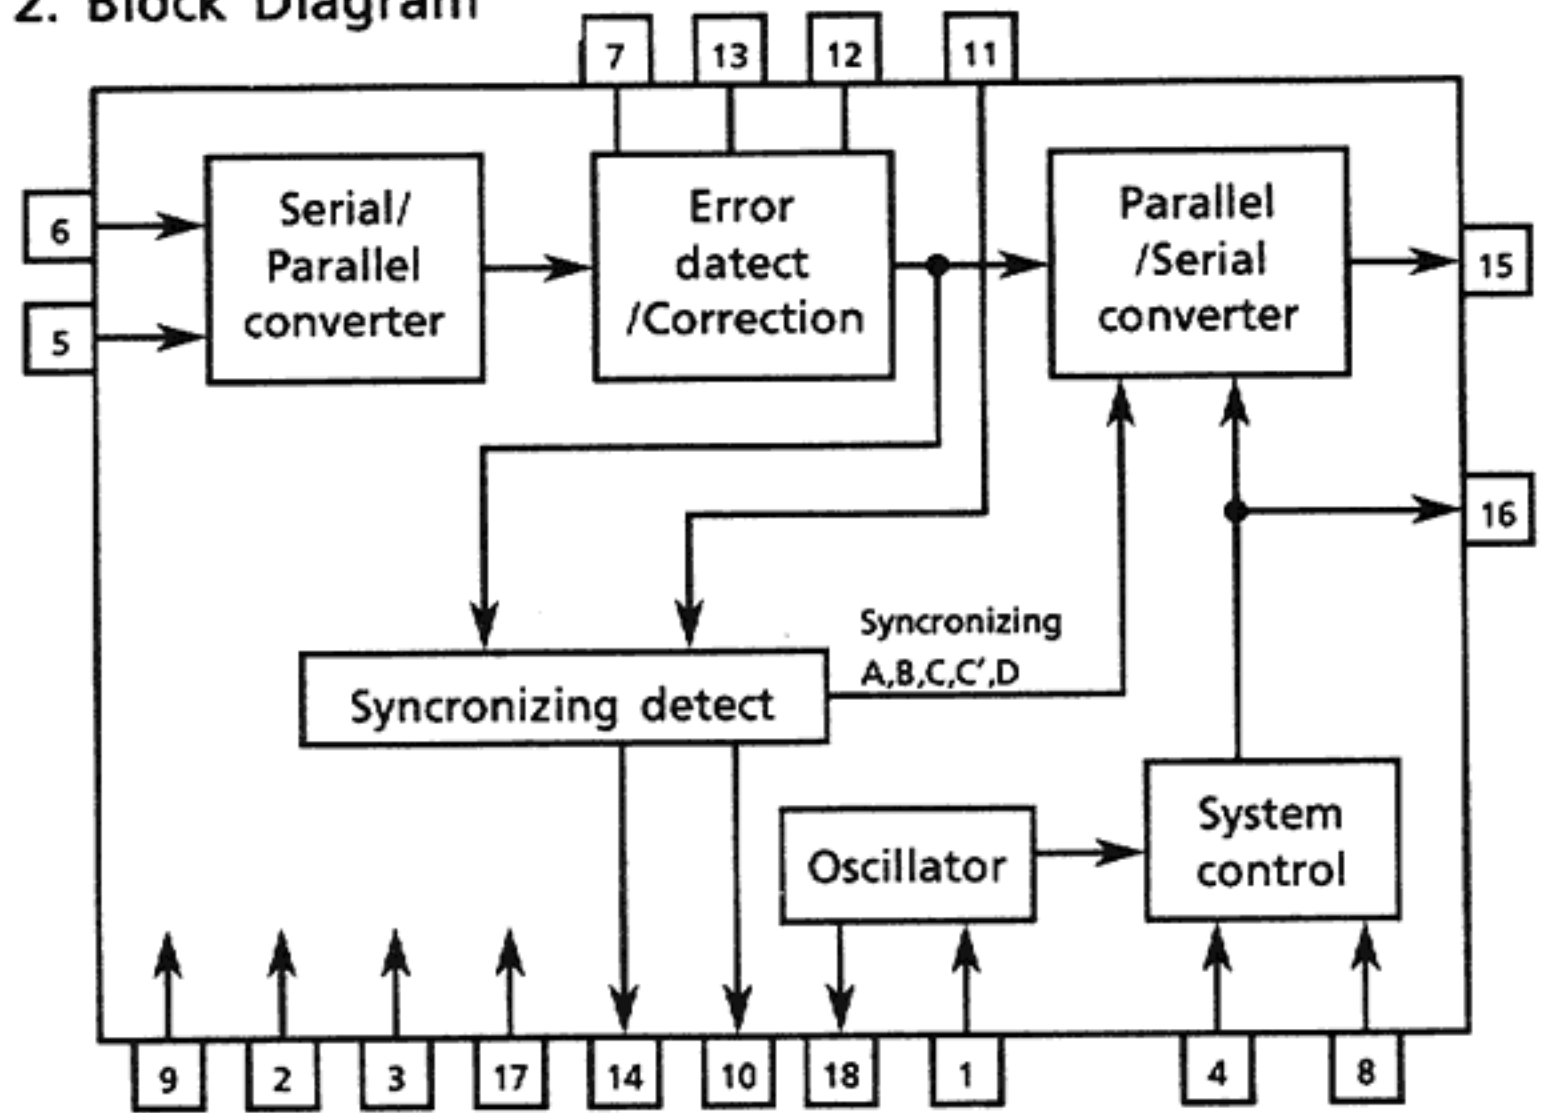 2. Block Diagram
7
13
12
11
6
5
Serial/
Parallel
converter
Error
datect
/Correction
Parallel
/Serial
converter
15
16
Syncronizing
A,B,C,C′,D
Syncronizing detect
Oscillator
System
control
9
2
3
17
14
10
18
1
4
8